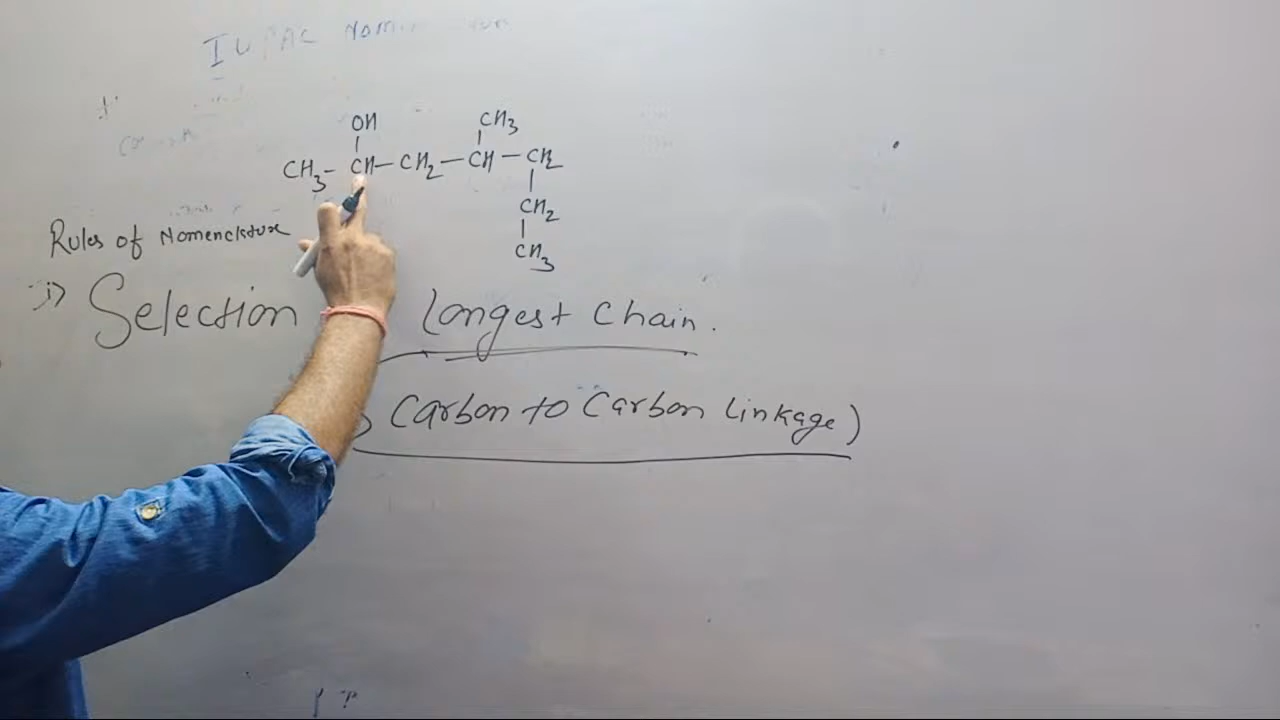 IUPAC
OH CH3
CH3-CH-CH2-CH-CH2
CH2
CH3
Rules of Nomenclature
i) Selection longest chain.
Carbon to Carbon Linkage)